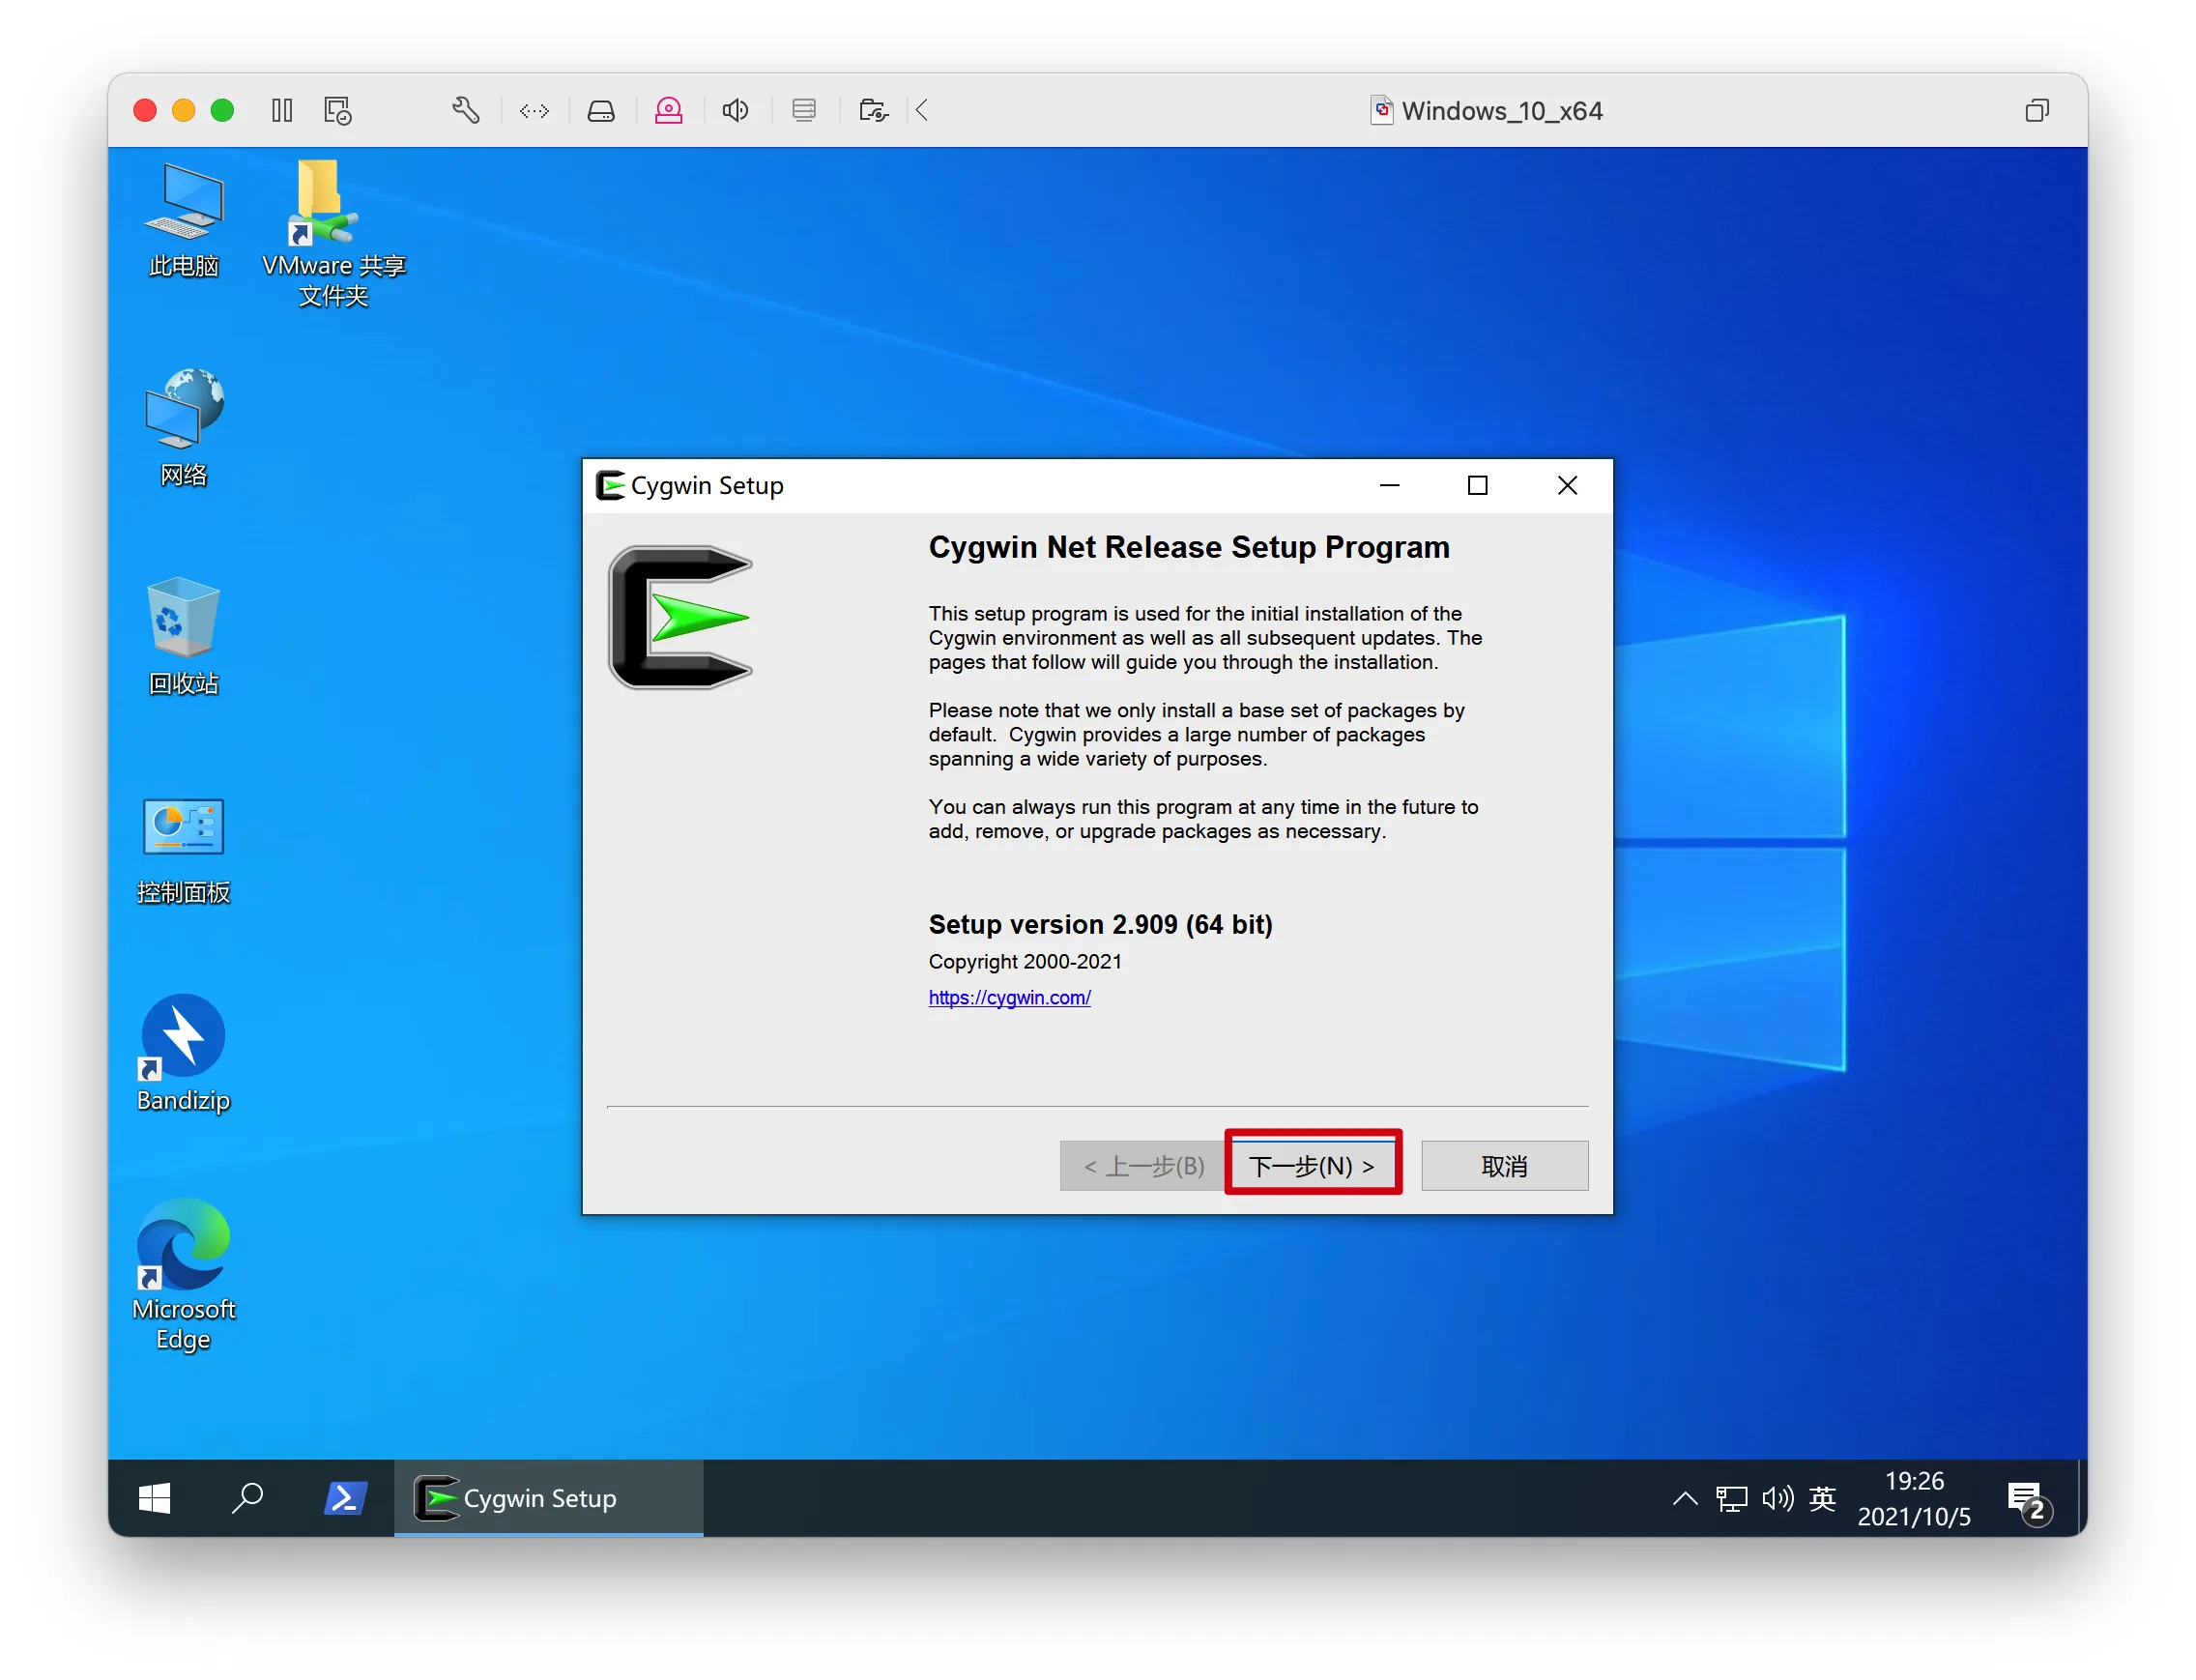 Windows_10_x64
此电脑
VMware 共享
文件夹
网络
回收站
控制面板
Bandizip
Microsoft
Edge
Cygwin Setup
Cygwin Net Release Setup Program
This setup program is used for the initial installation of the
Cygwin environment as well as all subsequent updates. The
pages that follow will guide you through the installation.
Please note that we only install a base set of packages by
default.  Cygwin provides a large number of packages
spanning a wide variety of purposes.
You can always run this program at any time in the future to
add, remove, or upgrade packages as necessary.
Setup version 2.909 (64 bit)
Copyright 2000-2021
https://cygwin.com/
< 上一步(B)
下一步(N) >
取消
Cygwin Setup
英
19:26
2021/10/5
2